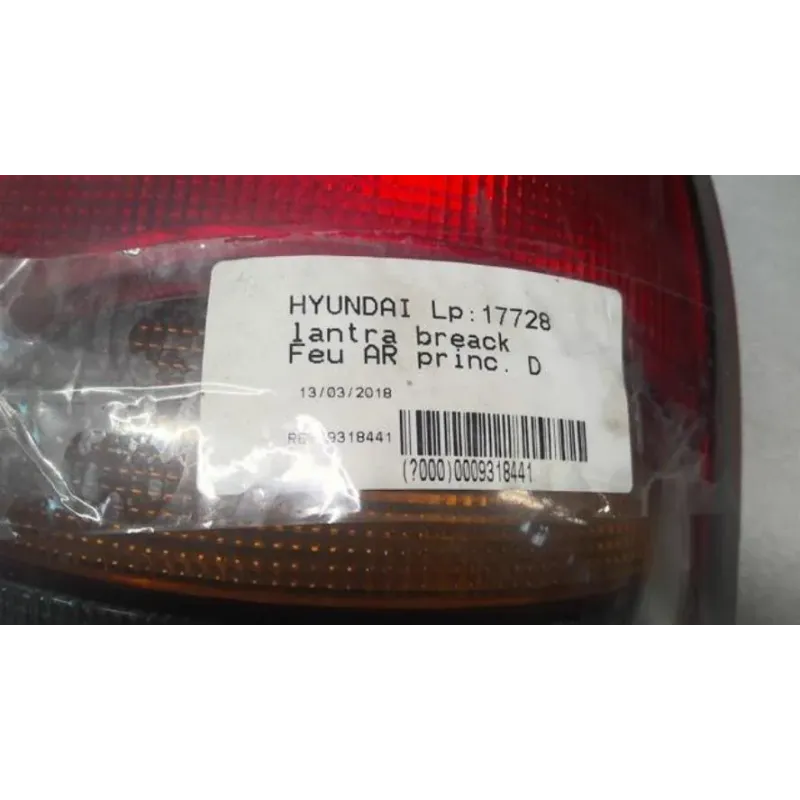 HYUNDAI Lp:17728
lantra breack
Feu AR princ. D
13/03/2018
9318441
(?000)0009318441